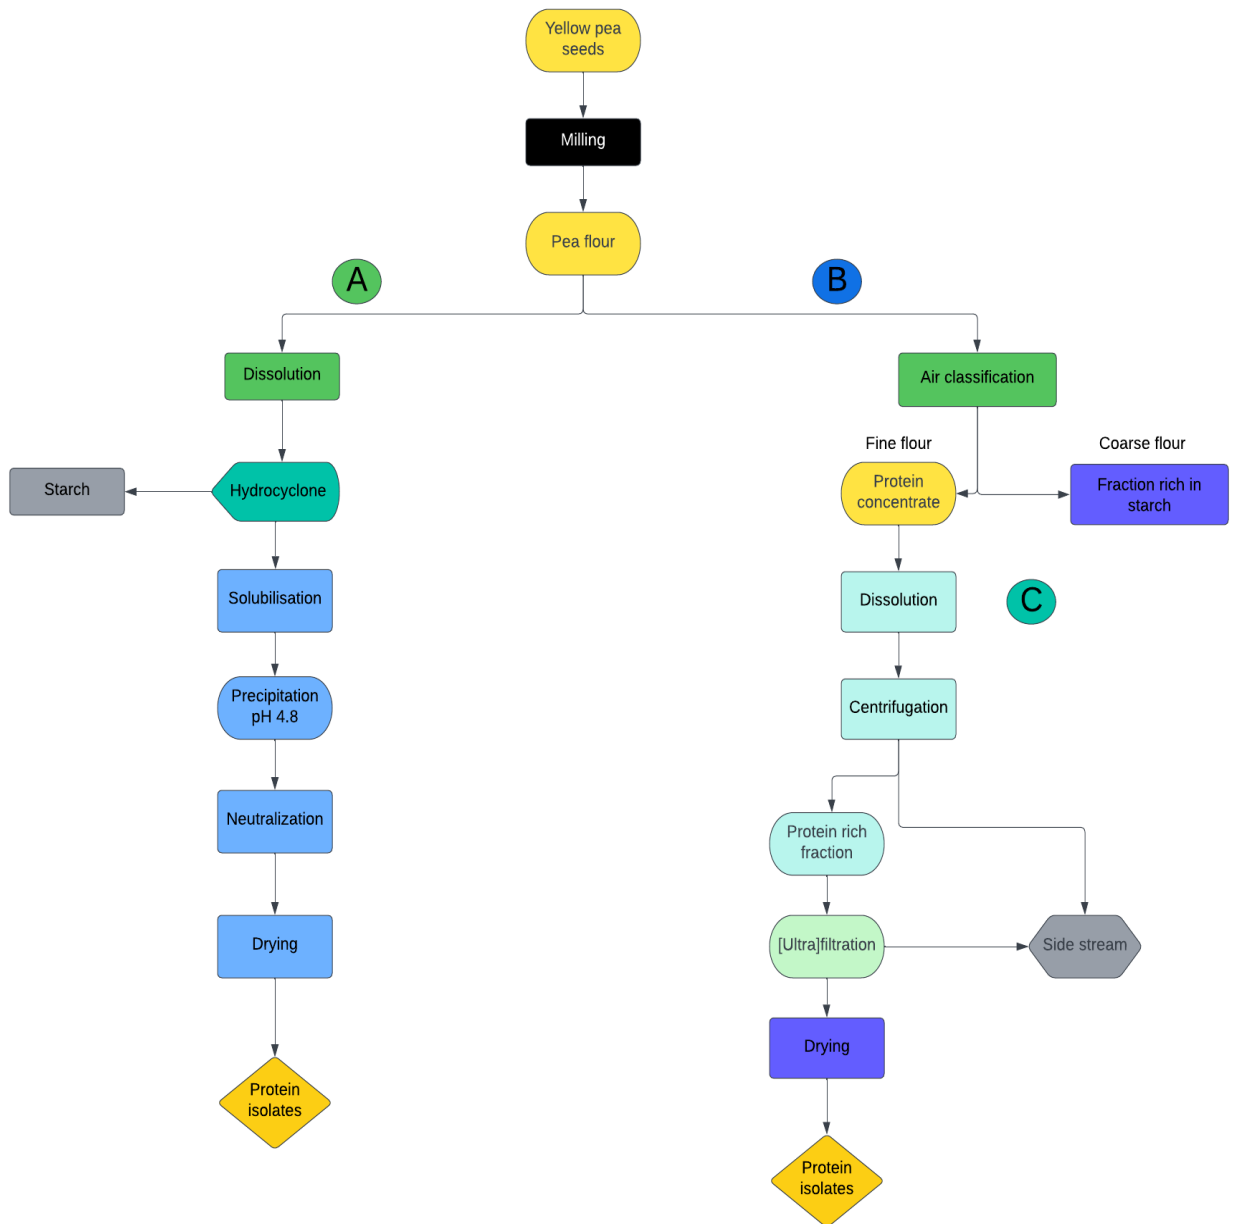 Yellow pea
seeds
Milling
Pea flour
A
B
Dissolution
Air classification
Fine flour
Coarse flour
Starch
Hydrocyclone
Protein
concentrate
Fraction rich in
starch
Solubilisation
Dissolution
C
Precipitation
pH 4.8
Centrifugation
Neutralization
Protein rich
fraction
Drying
[Ultra]filtration
Side stream
Drying
Protein
isolates
Protein
isolates